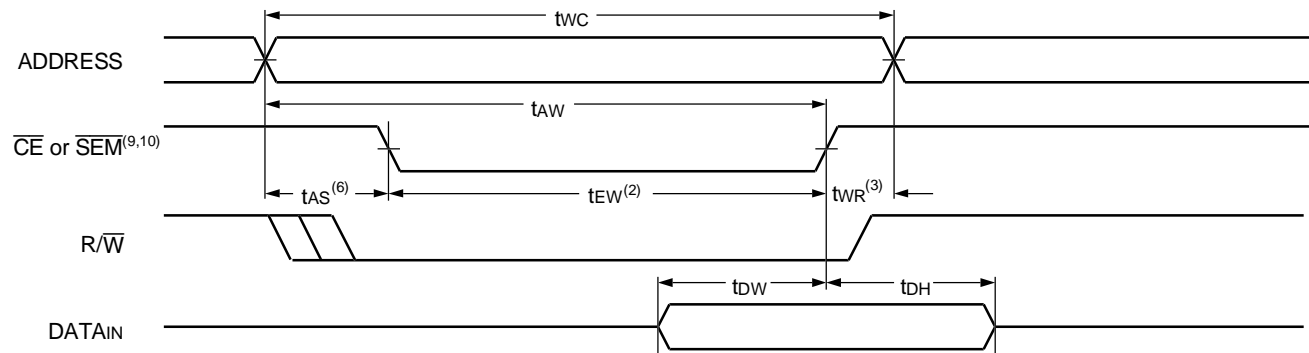 tWC
ADDRESS
tAW
CE or SEM(9,10)
tAS(6)
tEW(2)
tWR(3)
R/W
tDW
tDH
DATAIN